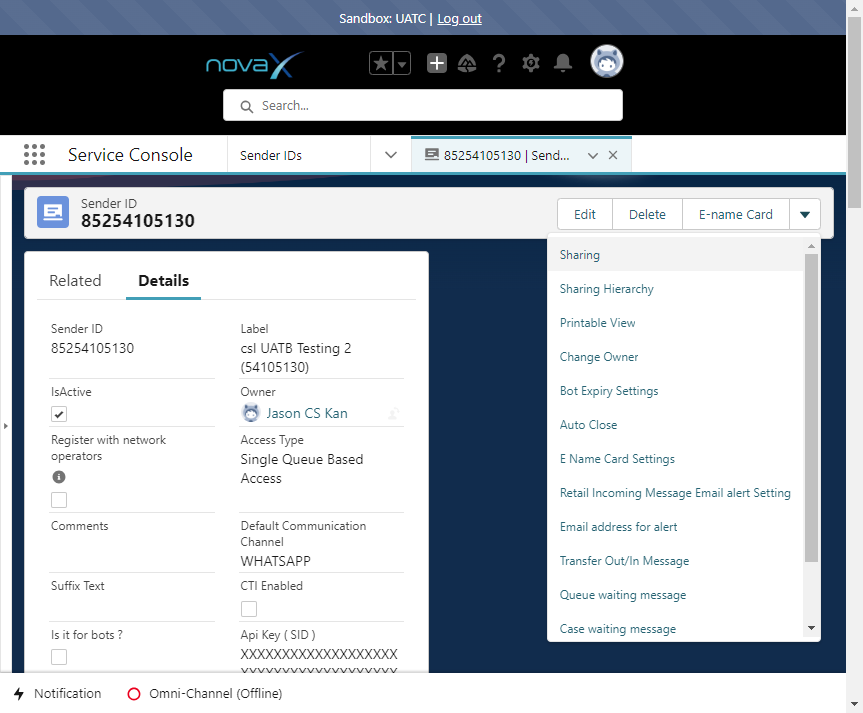 Sandbox: UATC | Log out
novaX
Search...
Service Console
Sender IDs
85254105130 | Send...
Sender ID
85254105130
Edit
Delete
E-name Card
Sharing
Sharing Hierarchy
Printable View
Change Owner
Bot Expiry Settings
Auto Close
E Name Card Settings
Retail Incoming Message Email alert Setting
Email address for alert
Transfer Out/In Message
Queue waiting message
Case waiting message
Related
Details
Sender ID
85254105130
Label
csl UATB Testing 2
(54105130)
IsActive
Owner
Jason CS Kan
Register with network
operators
Access Type
Single Queue Based
Access
Comments
Default Communication
Channel
WHATSAPP
Suffix Text
CTI Enabled
Is it for bots ?
Api Key ( SID )
XXXXXXXXXXXXXXXXXXX
XXXXXXXXXXXXXXXXXXX
Notification
Omni-Channel (Offline)